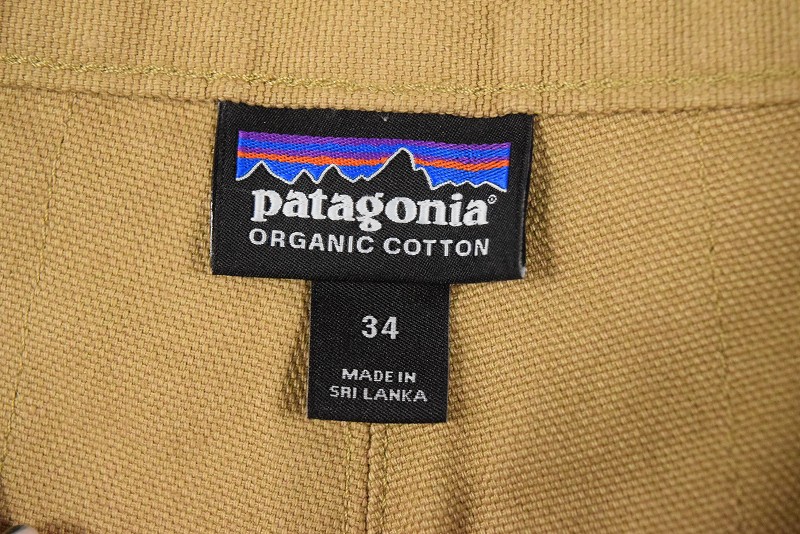 patagonia®
ORGANIC COTTON
34
MADE IN
SRI LANKA